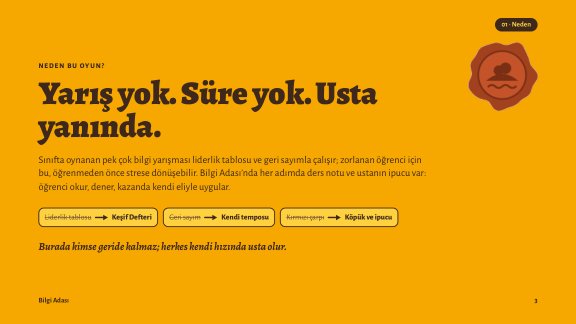 01 · Neden
NEDEN BU OYUN?
Yarış yok. Süre yok. Usta
yanında.
Sınıfta oynanan pek çok bilgi yarışması liderlik tablosu ve geri sayımla çalışır; zorlanan öğrenci için
bu, öğrenmeden önce strese dönüşebilir. Bilgi Adası'nda her adımda ders notu ve ustanın ipucu var:
öğrenci okur, dener, kazanda kendi eliyle uygular.
Liderlik tablosu → Keşif Defteri
Geri sayım → Kendi temposu
Kırmızı çarpı → Köpük ve ipucu
Burada kimse geride kalmaz; herkes kendi hızında usta olur.
Bilgi Adası
3